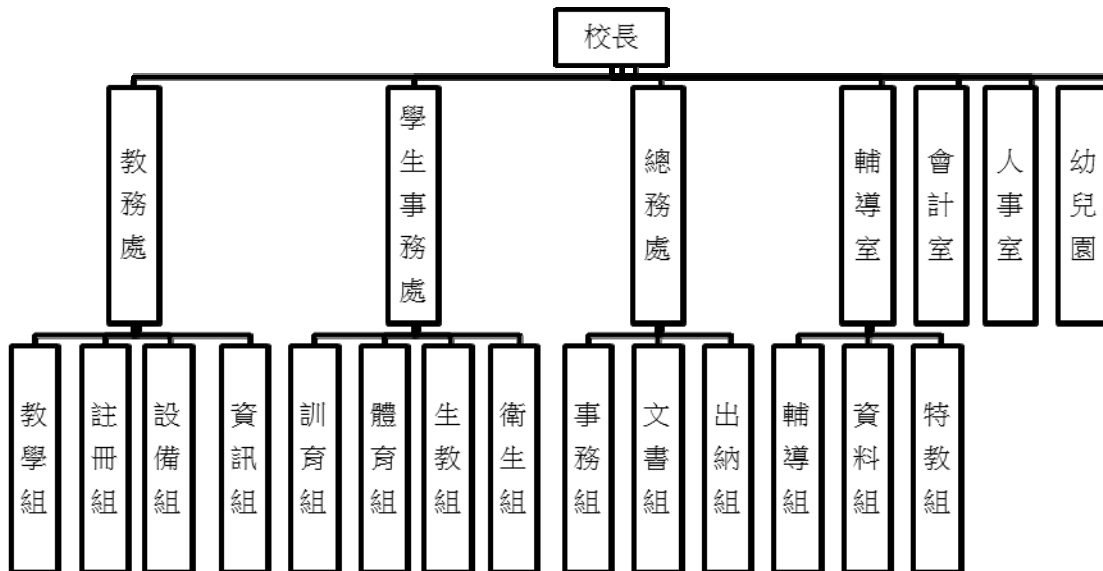 校長
教務處
學生事務處
總務處
輔導室
會計室
人事室
幼兒園
教學組
註冊組
設備組
資訊組
訓育組
體育組
生教組
衛生組
事務組
文書組
出納組
輔導組
資料組
特教組